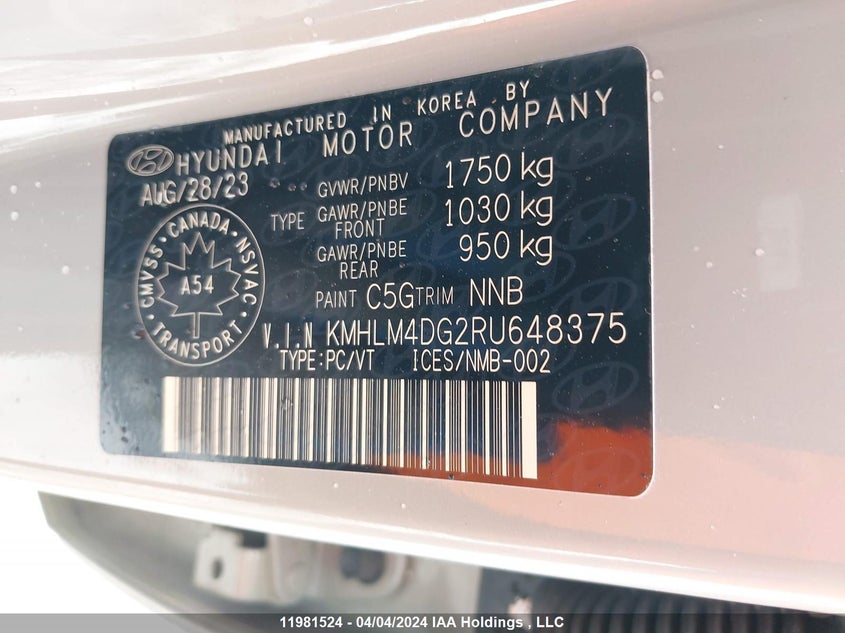 MANUFACTURED IN KOREA BY
HYUNDAI MOTOR COMPANY
AUG/28/23
GVWR/PNBV 1750 kg
TYPE GAWR/PNBE FRONT 1030 kg
GAWR/PNBE REAR 950 kg
CMVSS · CANADA · NSVAC · TRANSPORT ·
A54
PAINT C5G TRIM NNB
V.I.N KMHLM4DG2RU648375
TYPE:PC/VT ICES/NMB-002
11981524 - 04/04/2024 IAA Holdings , LLC